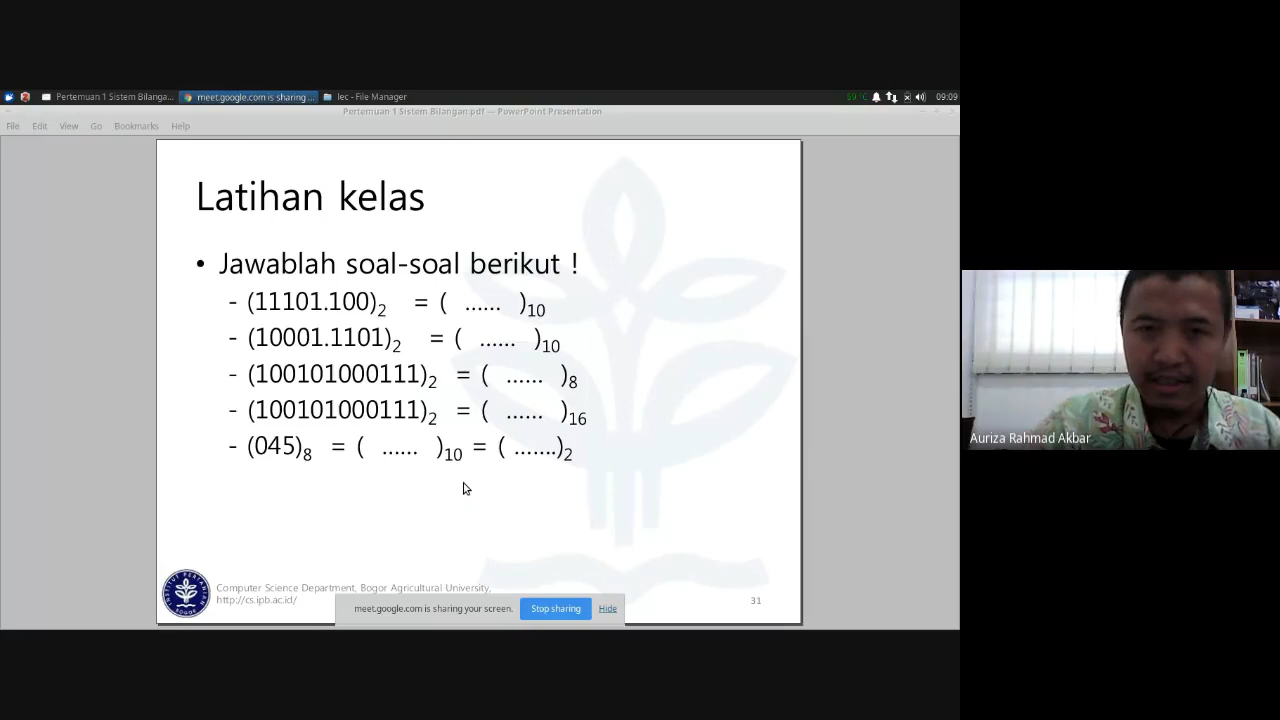 Pertemuan 1 Sistem Bilanga... meet.google.com is sharing ... lec - File Manager 59°C 09:09
Pertemuan 1 Sistem Bilangan.pdf — PowerPoint Presentation
File Edit View Go Bookmarks Help
Latihan kelas
• Jawablah soal-soal berikut !
- (11101.100)₂ = ( ...... )₁₀
- (10001.1101)₂ = ( ...... )₁₀
- (100101000111)₂ = ( ...... )₈
- (100101000111)₂ = ( ...... )₁₆
- (045)₈ = ( ...... )₁₀ = ( .......)₂
Auriza Rahmad Akbar
INSTITUT PERTANIAN
BOGOR
Computer Science Department, Bogor Agricultural University,
http://cs.ipb.ac.id/
31
meet.google.com is sharing your screen. Stop sharing Hide